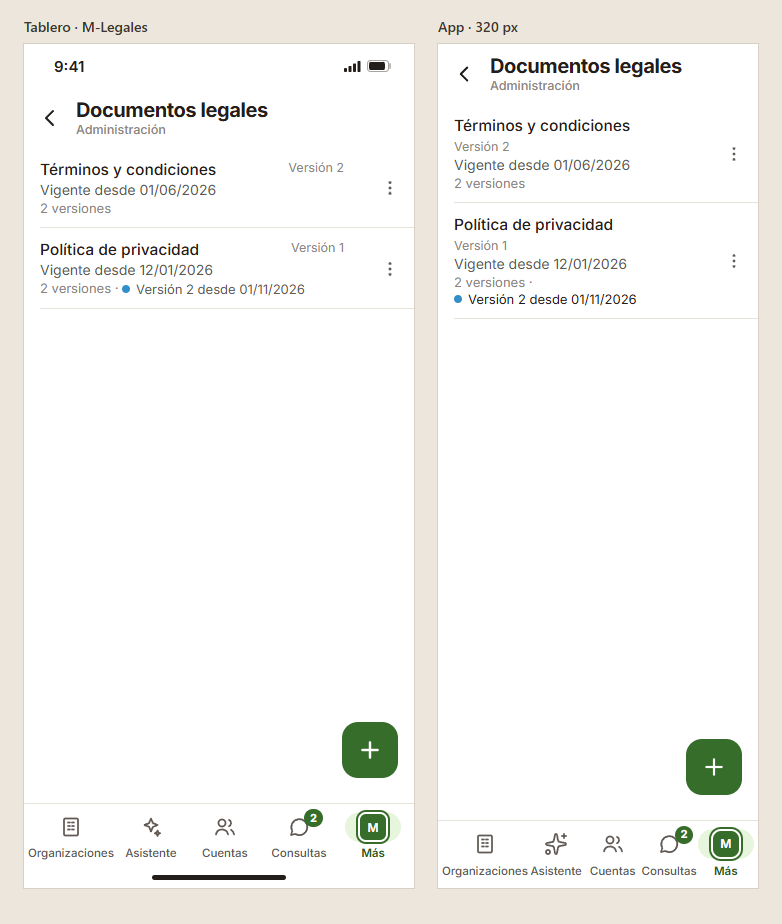 Tablero · M-Legales
9:41
Documentos legales
Administración
Términos y condiciones
Versión 2
Vigente desde 01/06/2026
2 versiones
Política de privacidad
Versión 1
Vigente desde 12/01/2026
2 versiones · Versión 2 desde 01/11/2026
Organizaciones
Asistente
Cuentas
2
Consultas
M
Más
App · 320 px
Documentos legales
Administración
Términos y condiciones
Versión 2
Vigente desde 01/06/2026
2 versiones
Política de privacidad
Versión 1
Vigente desde 12/01/2026
2 versiones ·
Versión 2 desde 01/11/2026
Organizaciones
Asistente
Cuentas
2
Consultas
M
Más